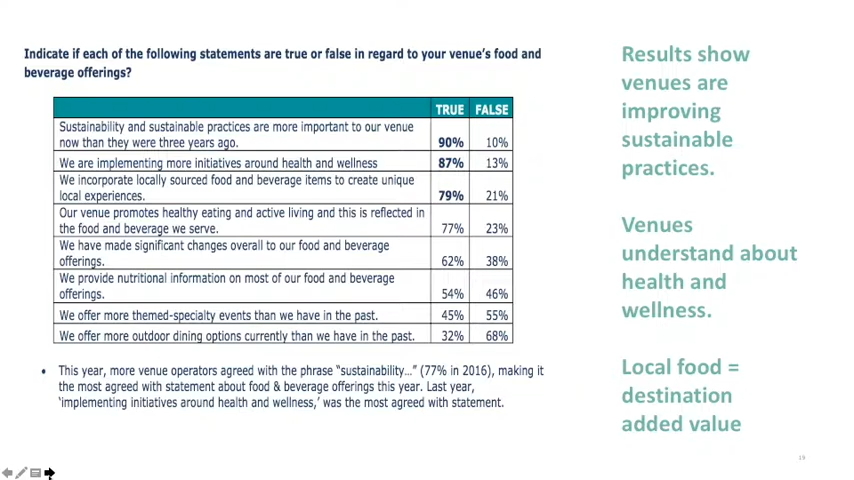 Indicate if each of the following statements are true or false in regard to your venue's food and
beverage offerings?
TRUE FALSE
Sustainability and sustainable practices are more important to our venue
now than they were three years ago. 90% 10%
We are implementing more initiatives around health and wellness 87% 13%
We incorporate locally sourced food and beverage items to create unique
local experiences. 79% 21%
Our venue promotes healthy eating and active living and this is reflected in
the food and beverage we serve. 77% 23%
We have made significant changes overall to our food and beverage
offerings. 62% 38%
We provide nutritional information on most of our food and beverage
offerings. 54% 46%
We offer more themed-specialty events than we have in the past. 45% 55%
We offer more outdoor dining options currently than we have in the past. 32% 68%
• This year, more venue operators agreed with the phrase "sustainability…" (77% in 2016), making it
the most agreed with statement about food & beverage offerings this year. Last year,
'implementing initiatives around health and wellness,' was the most agreed with statement.
Results show
venues are
improving
sustainable
practices.
Venues
understand about
health and
wellness.
Local food =
destination
added value
19